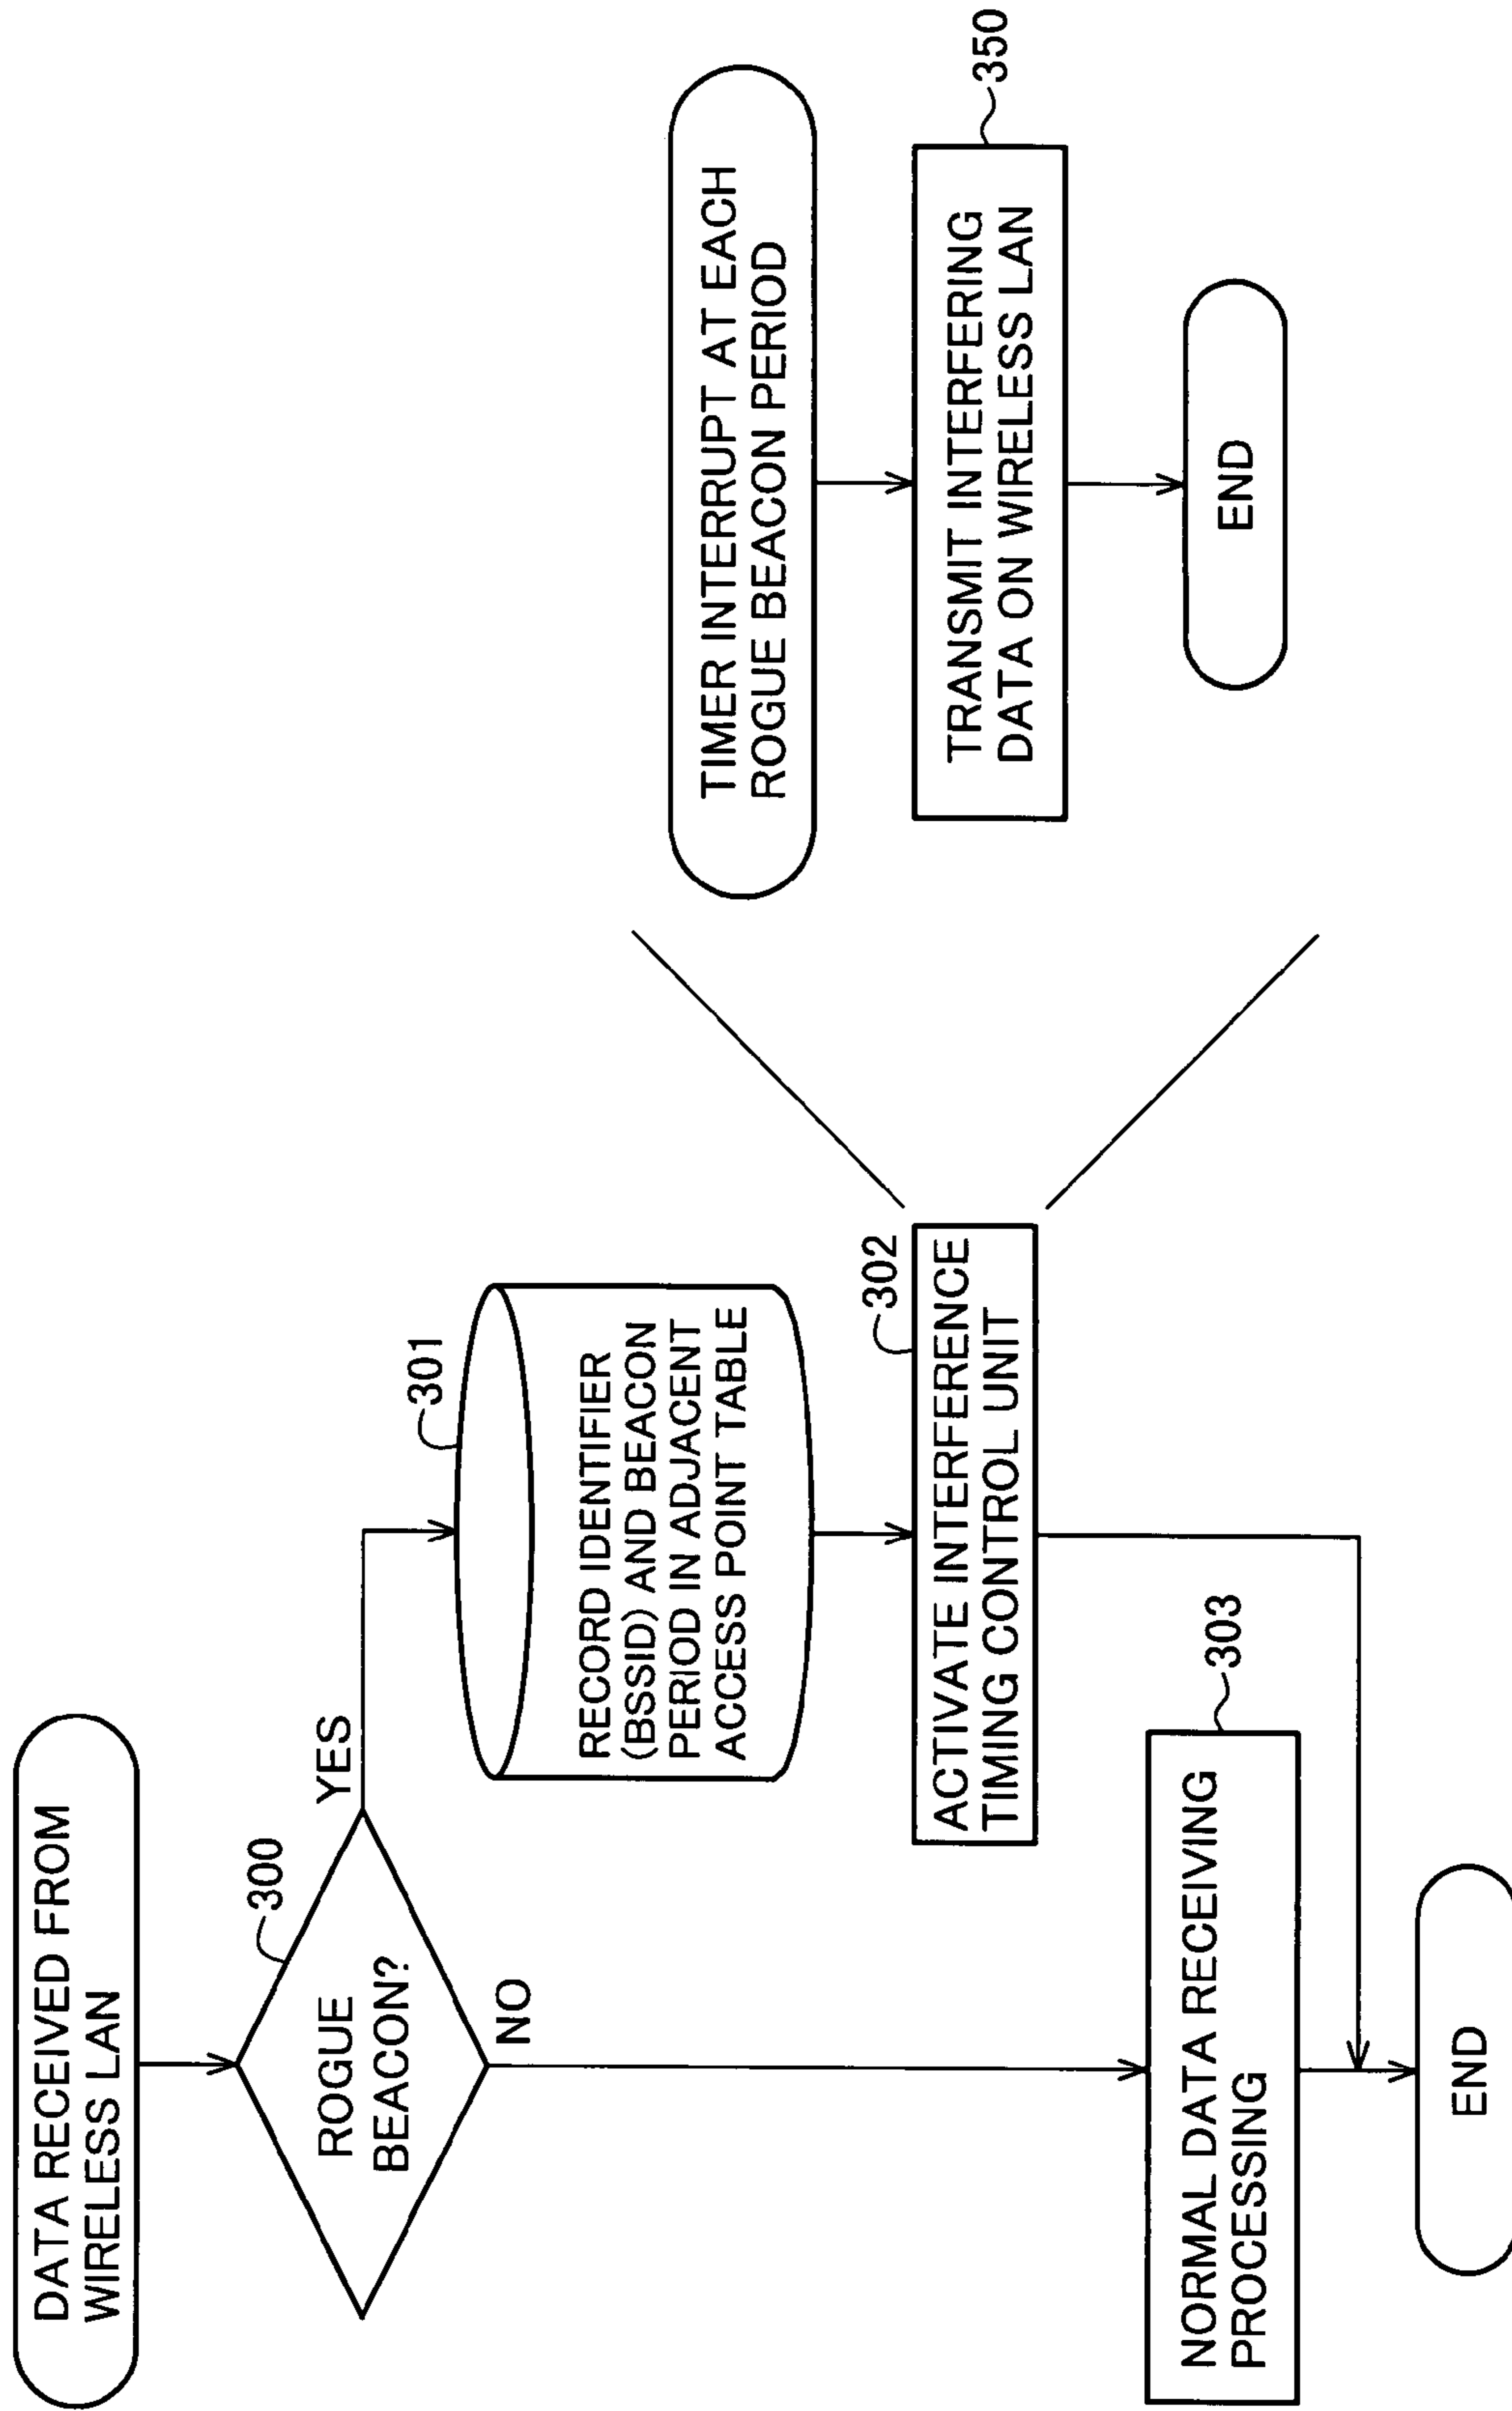 DATA RECEIVED FROM
WIRELESS LAN
300
ROGUE
BEACON?
YES
NO
301
RECORD IDENTIFIER
(BSSID) AND BEACON
PERIOD IN ADJACENT
ACCESS POINT TABLE
302
ACTIVATE INTERFERENCE
TIMING CONTROL UNIT
303
NORMAL DATA RECEIVING
PROCESSING
END
TIMER INTERRUPT AT EACH
ROGUE BEACON PERIOD
350
TRANSMIT INTERFERING
DATA ON WIRELESS LAN
END